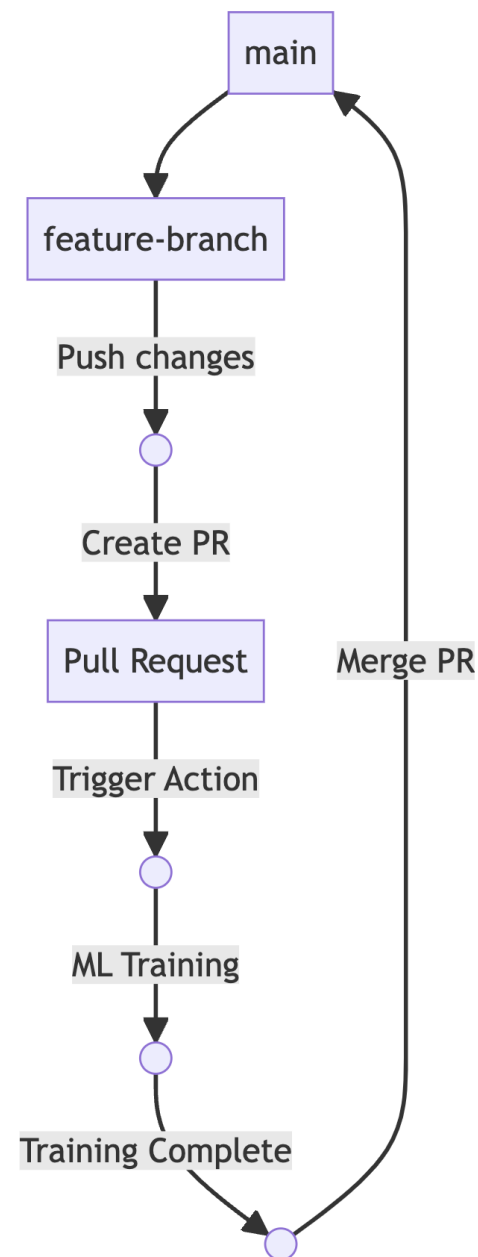 main
feature-branch
Push changes
Create PR
Pull Request
Merge PR
Trigger Action
ML Training
Training Complete